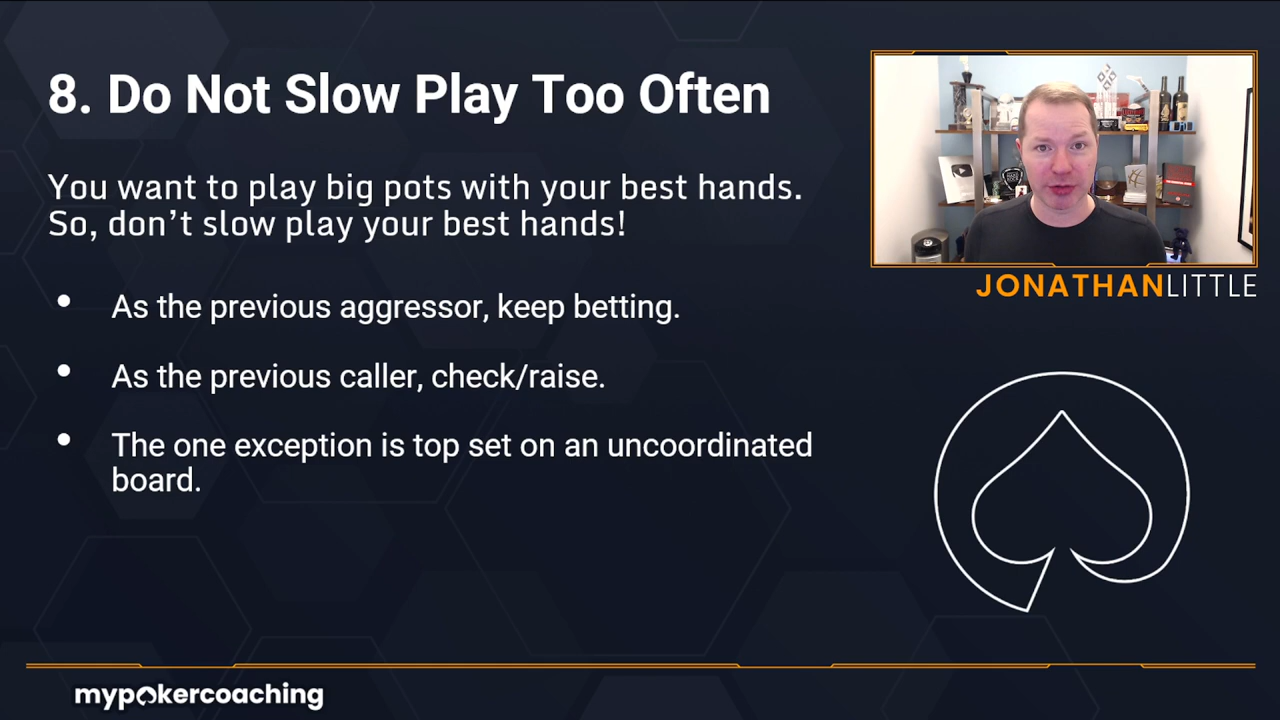 8. Do Not Slow Play Too Often
You want to play big pots with your best hands.
So, don’t slow play your best hands!
• As the previous aggressor, keep betting.
• As the previous caller, check/raise.
• The one exception is top set on an uncoordinated
board.
JONATHANLITTLE
mypokercoaching